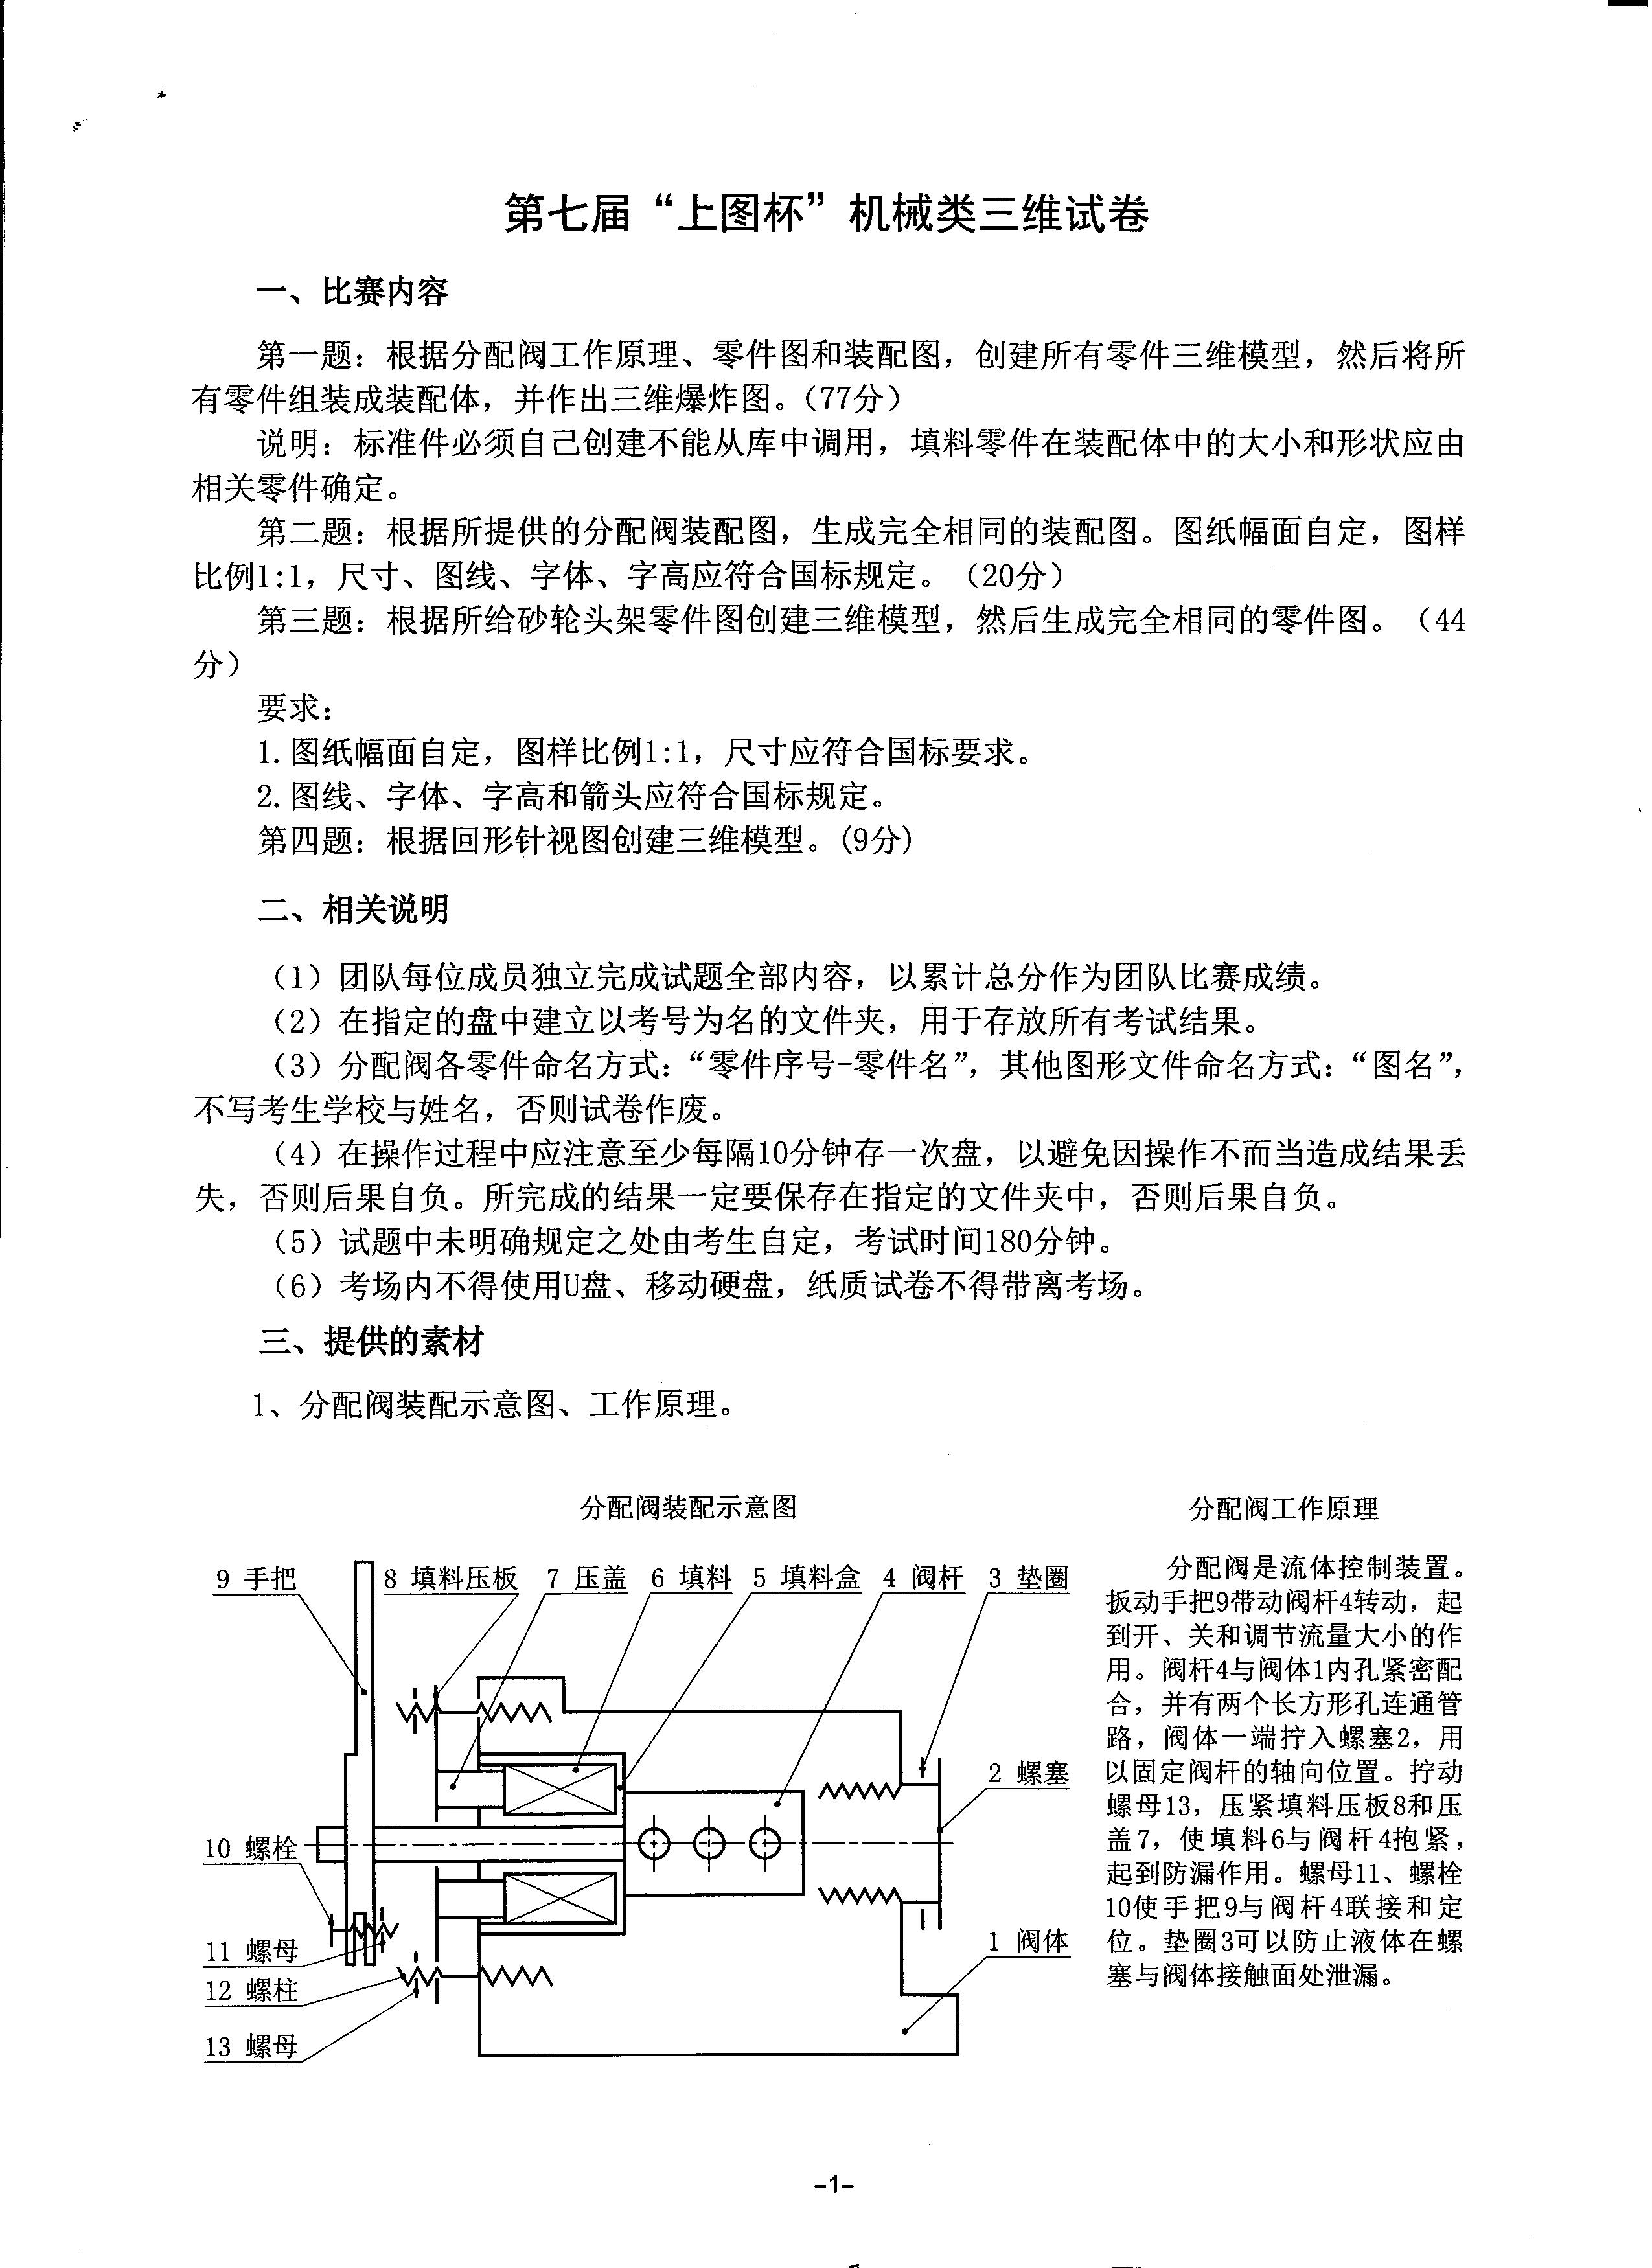 第七届“上图杯”机械类三维试卷
一、比赛内容
第一题：根据分配阀工作原理、零件图和装配图，创建所有零件三维模型，然后将所
有零件组装成装配体，并作出三维爆炸图。（77分）
说明：标准件必须自己创建不能从库中调用，填料零件在装配体中的大小和形状应由
相关零件确定。
第二题：根据所提供的分配阀装配图，生成完全相同的装配图。图纸幅面自定，图样
比例1:1，尺寸、图线、字体、字高应符合国标规定。（20分）
第三题：根据所给砂轮头架零件图创建三维模型，然后生成完全相同的零件图。（44
分）
要求：
1.图纸幅面自定，图样比例1:1，尺寸应符合国标要求。
2.图线、字体、字高和箭头应符合国标规定。
第四题：根据回形针视图创建三维模型。(9分)
二、相关说明
（1）团队每位成员独立完成试题全部内容，以累计总分作为团队比赛成绩。
（2）在指定的盘中建立以考号为名的文件夹，用于存放所有考试结果。
（3）分配阀各零件命名方式：“零件序号-零件名”，其他图形文件命名方式：“图名”，
不写考生学校与姓名，否则试卷作废。
（4）在操作过程中应注意至少每隔10分钟存一次盘，以避免因操作不而当造成结果丢
失，否则后果自负。所完成的结果一定要保存在指定的文件夹中，否则后果自负。
（5）试题中未明确规定之处由考生自定，考试时间180分钟。
（6）考场内不得使用U盘、移动硬盘，纸质试卷不得带离考场。
三、提供的素材
1、分配阀装配示意图、工作原理。
分配阀装配示意图
9 手把
8 填料压板
7 压盖
6 填料
5 填料盒
4 阀杆
3 垫圈
2 螺塞
10 螺栓
11 螺母
1 阀体
12 螺柱
13 螺母
分配阀工作原理
分配阀是流体控制装置。
扳动手把9带动阀杆4转动，起
到开、关和调节流量大小的作
用。阀杆4与阀体1内孔紧密配
合，并有两个长方形孔连通管
路，阀体一端拧入螺塞2，用
以固定阀杆的轴向位置。拧动
螺母13，压紧填料压板8和压
盖7，使填料6与阀杆4抱紧，
起到防漏作用。螺母11、螺栓
10使手把9与阀杆4联接和定
位。垫圈3可以防止液体在螺
塞与阀体接触面处泄漏。
-1-